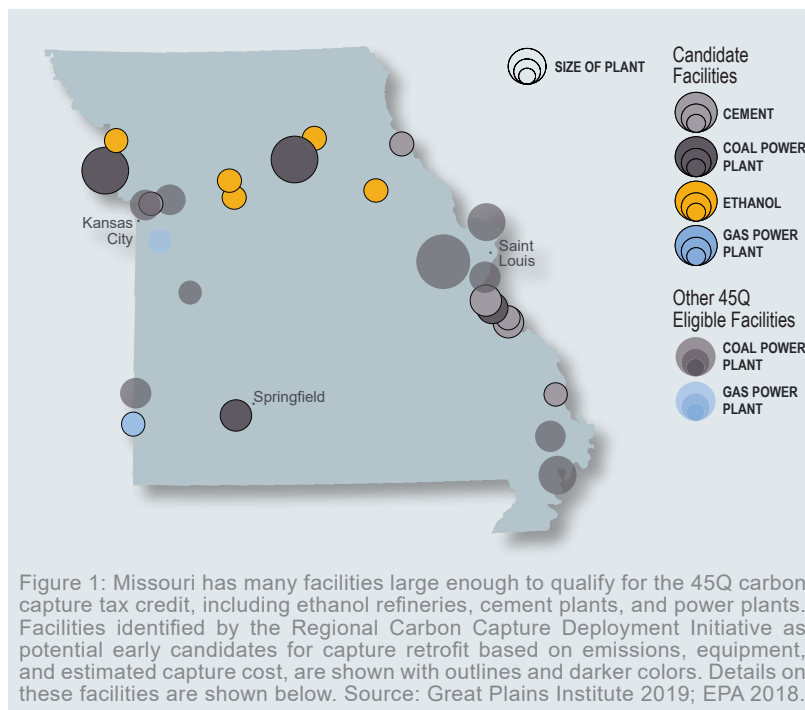 SIZE OF PLANT
Candidate
Facilities
CEMENT
COAL POWER
PLANT
ETHANOL
GAS POWER
PLANT
Other 45Q
Eligible Facilities
COAL POWER
PLANT
GAS POWER
PLANT
Kansas
City
Saint
Louis
Springfield
Figure 1: Missouri has many facilities large enough to qualify for the 45Q carbon
capture tax credit, including ethanol refineries, cement plants, and power plants.
Facilities identified by the Regional Carbon Capture Deployment Initiative as
potential early candidates for capture retrofit based on emissions, equipment,
and estimated capture cost, are shown with outlines and darker colors. Details on
these facilities are shown below. Source: Great Plains Institute 2019; EPA 2018.